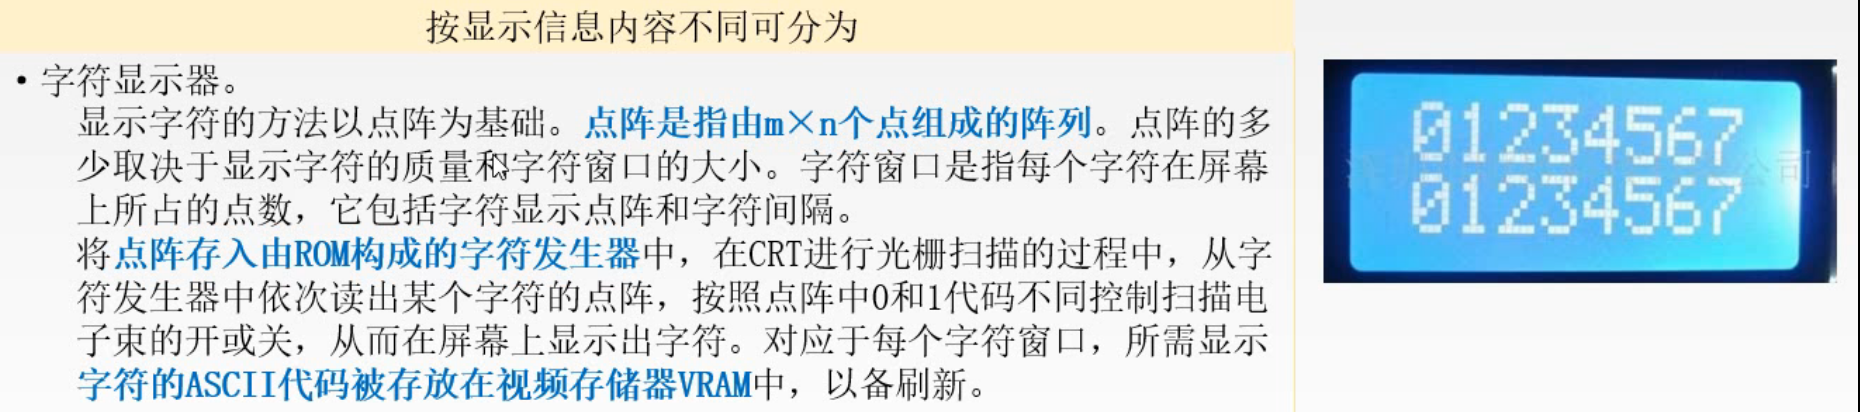 按显示信息内容不同可分为
• 字符显示器。
显示字符的方法以点阵为基础。点阵是指由m×n个点组成的阵列。点阵的多
少取决于显示字符的质量和字符窗口的大小。字符窗口是指每个字符在屏幕
上所占的点数，它包括字符显示点阵和字符间隔。
将点阵存入由ROM构成的字符发生器中，在CRT进行光栅扫描的过程中，从字
符发生器中依次读出某个字符的点阵，按照点阵中0和1代码不同控制扫描电
子束的开或关，从而在屏幕上显示出字符。对应于每个字符窗口，所需显示
字符的ASCII代码被存放在视频存储器VRAM中，以备刷新。
01234567
01234567
公司